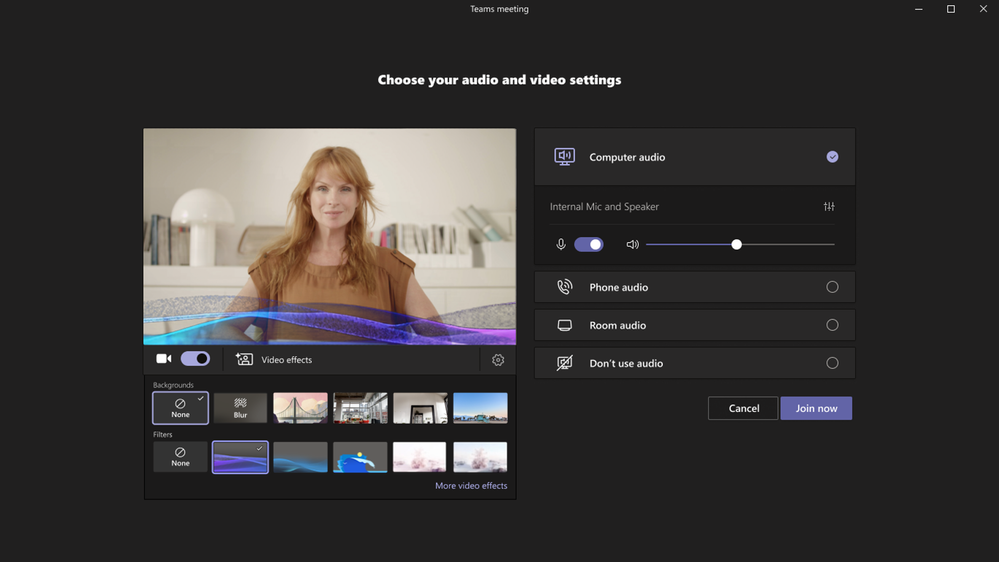 Teams meeting
Choose your audio and video settings
Computer audio
Internal Mic and Speaker
Phone audio
Room audio
Don't use audio
Cancel
Join now
Video effects
Backgrounds
None
Blur
Filters
None
More video effects